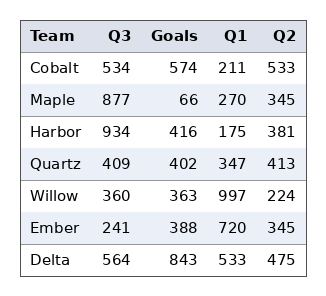 Team Q3 Goals Q1 Q2
Cobalt 534 574 211 533
Maple 877 66 270 345
Harbor 934 416 175 381
Quartz 409 402 347 413
Willow 360 363 997 224
Ember 241 388 720 345
Delta 564 843 533 475